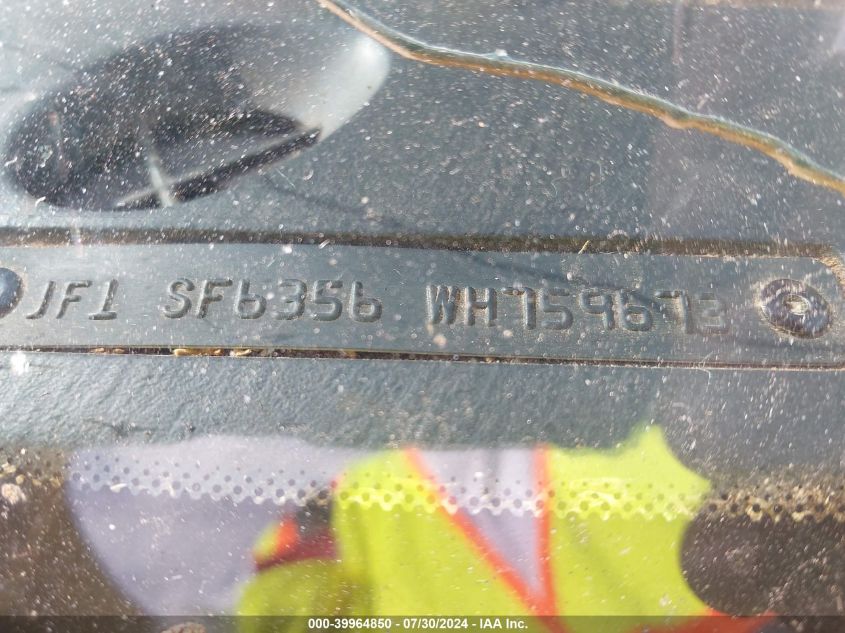 JF1 SF6356 WH759673
000-39964850 / 07/30/2024 - IAA Inc.